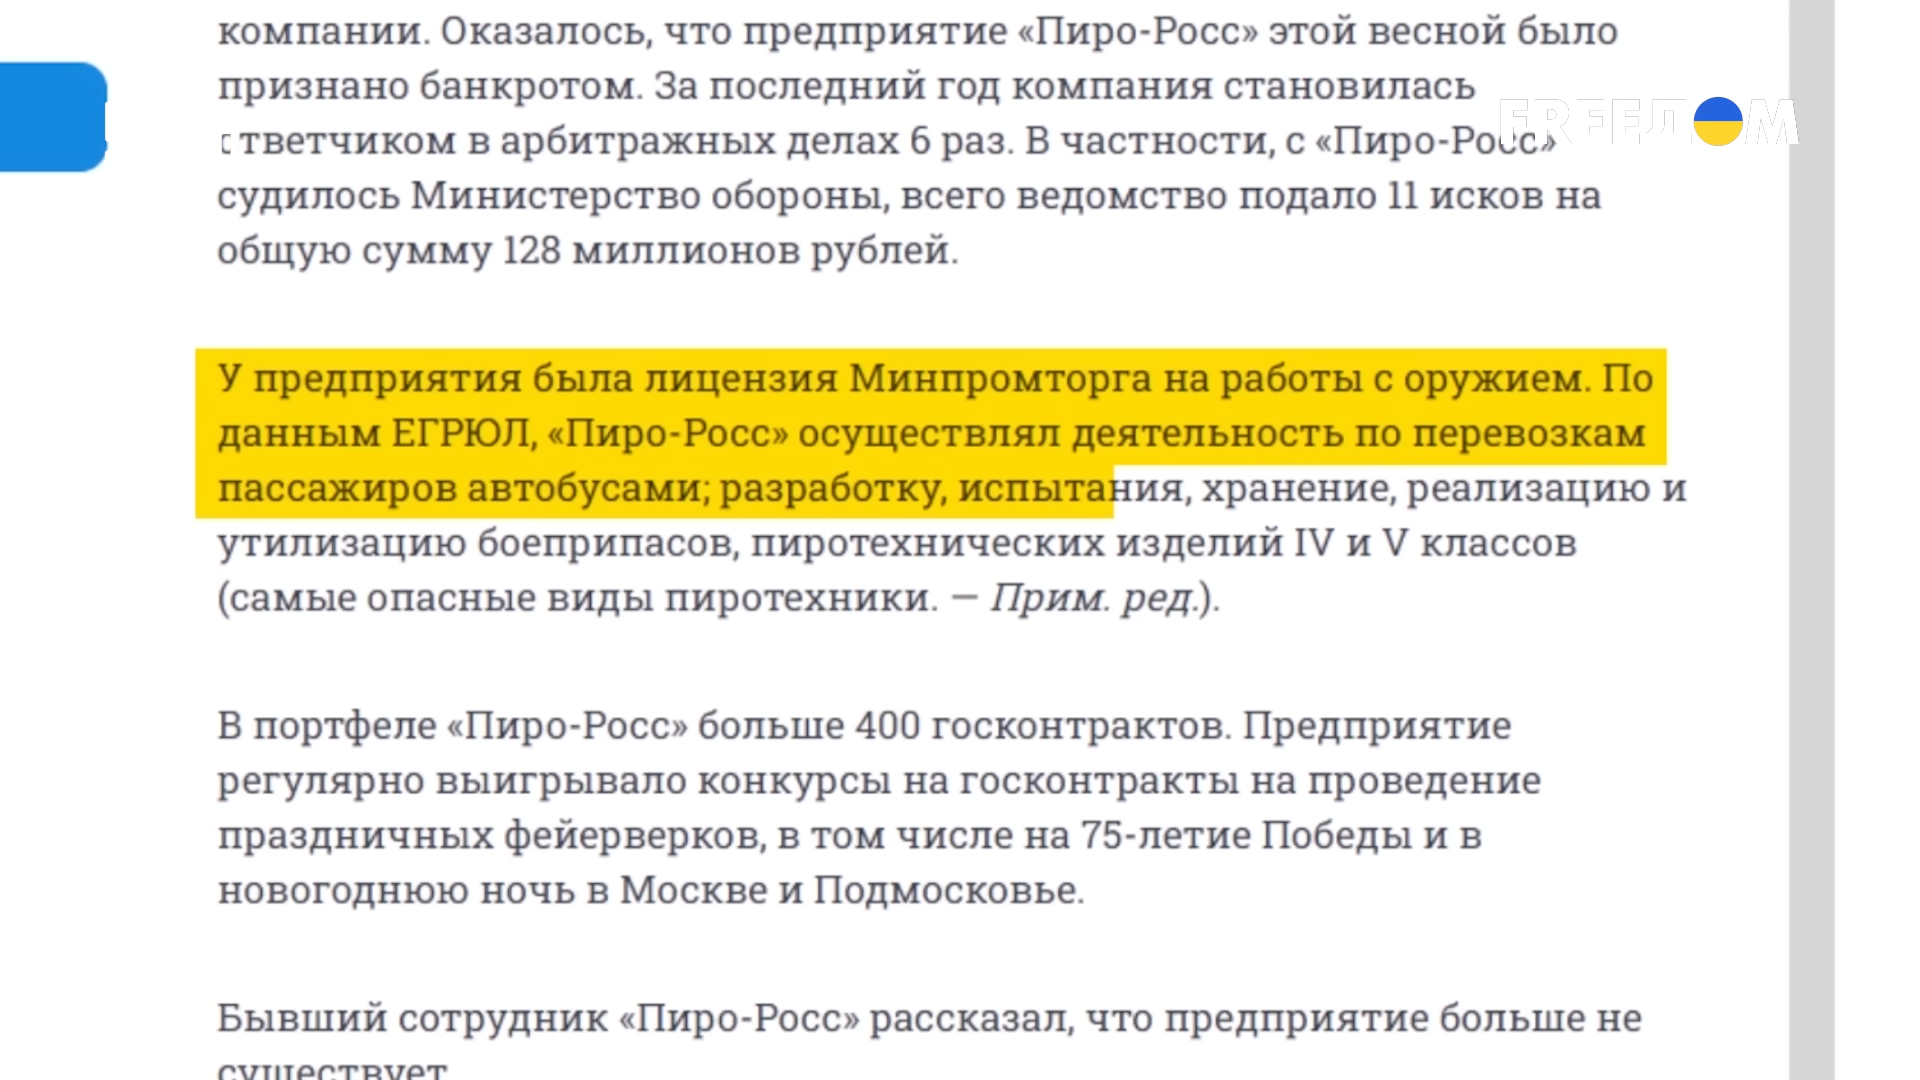 компании. Оказалось, что предприятие «Пиро-Росс» этой весной было
признано банкротом. За последний год компания становилась
FREEДOM
ответчиком в арбитражных делах 6 раз. В частности, с «Пиро-Росс»
судилось Министерство обороны, всего ведомство подало 11 исков на
общую сумму 128 миллионов рублей.
У предприятия была лицензия Минпромторга на работы с оружием. По
данным ЕГРЮЛ, «Пиро-Росс» осуществлял деятельность по перевозкам
пассажиров автобусами; разработку, испытания, хранение, реализацию и
утилизацию боеприпасов, пиротехнических изделий IV и V классов
(самые опасные виды пиротехники. — Прим. ред.).
В портфеле «Пиро-Росс» больше 400 госконтрактов. Предприятие
регулярно выигрывало конкурсы на госконтракты на проведение
праздничных фейерверков, в том числе на 75-летие Победы и в
новогоднюю ночь в Москве и Подмосковье.
Бывший сотрудник «Пиро-Росс» рассказал, что предприятие больше не
существует